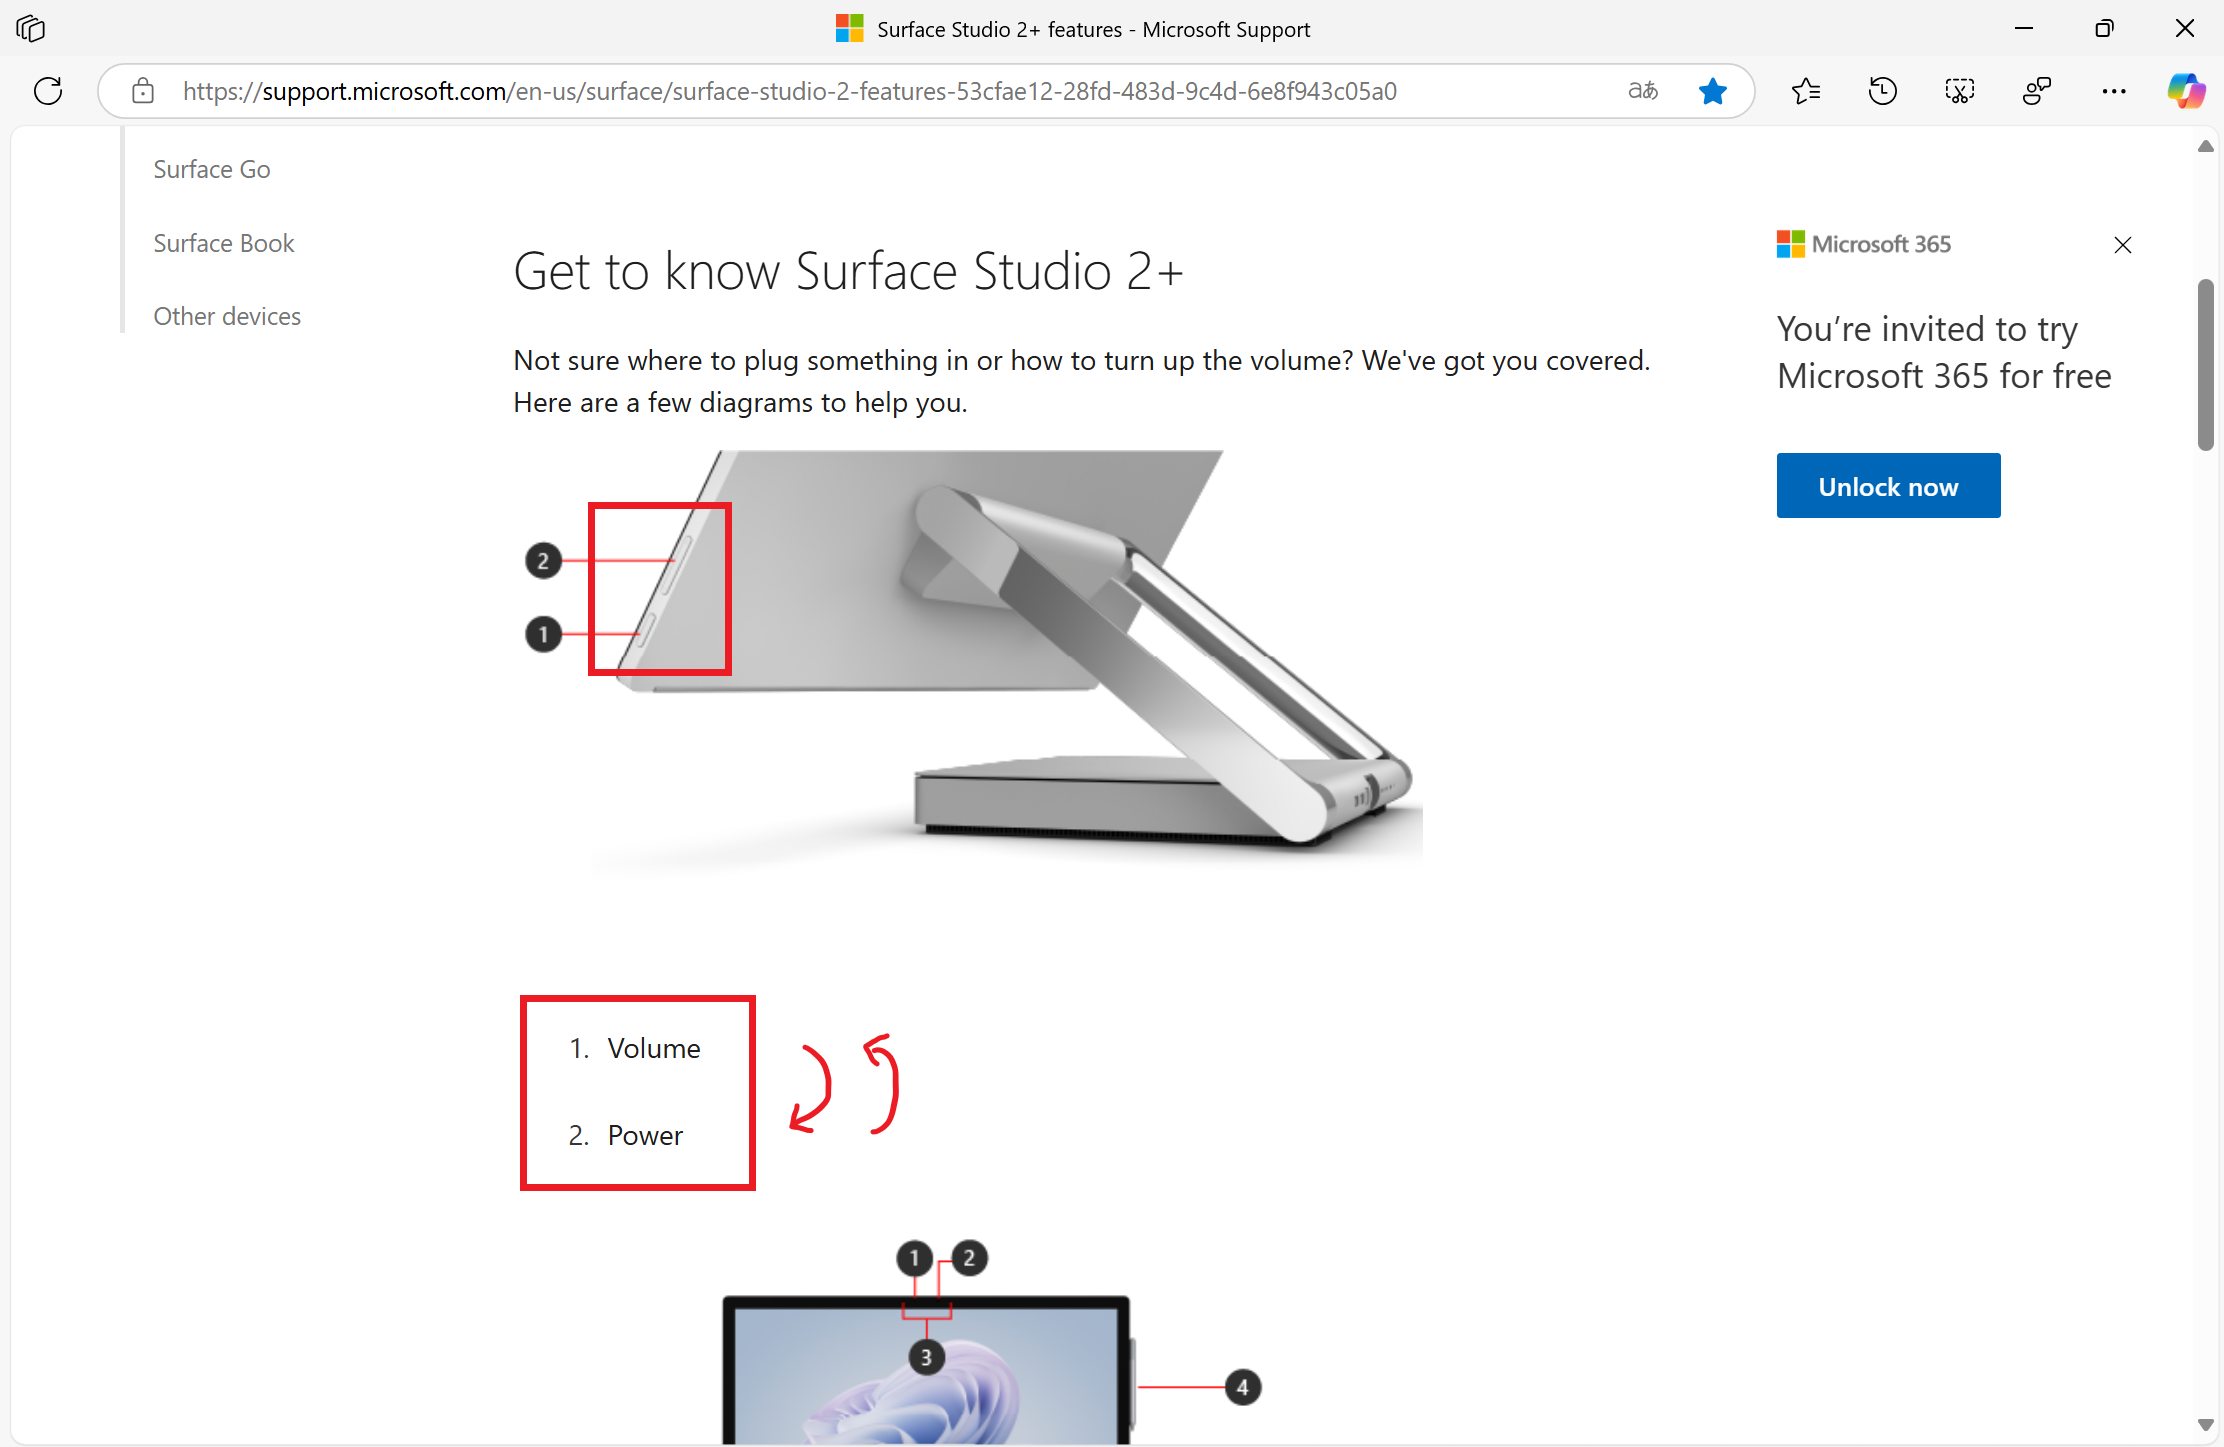 Surface Studio 2+ features - Microsoft Support
https://support.microsoft.com/en-us/surface/surface-studio-2-features-53cfae12-28fd-483d-9c4d-6e8f943c05a0
aあ
Surface Go
Surface Book
Other devices
Get to know Surface Studio 2+
Not sure where to plug something in or how to turn up the volume? We've got you covered.
Here are a few diagrams to help you.
2
1
1. Volume
2. Power
1 2
3
4
Microsoft 365
You’re invited to try
Microsoft 365 for free
Unlock now